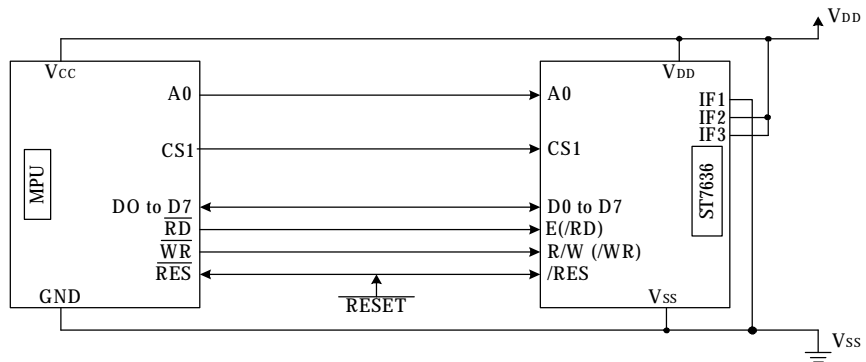 VDD
VCC
VDD
A0
A0
IF1
IF2
IF3
CS1
CS1
MPU
ST7636
DO to D7
D0 to D7
RD
E(/RD)
WR
R/W (/WR)
RES
/RES
GND
RESET
VSS
VSS